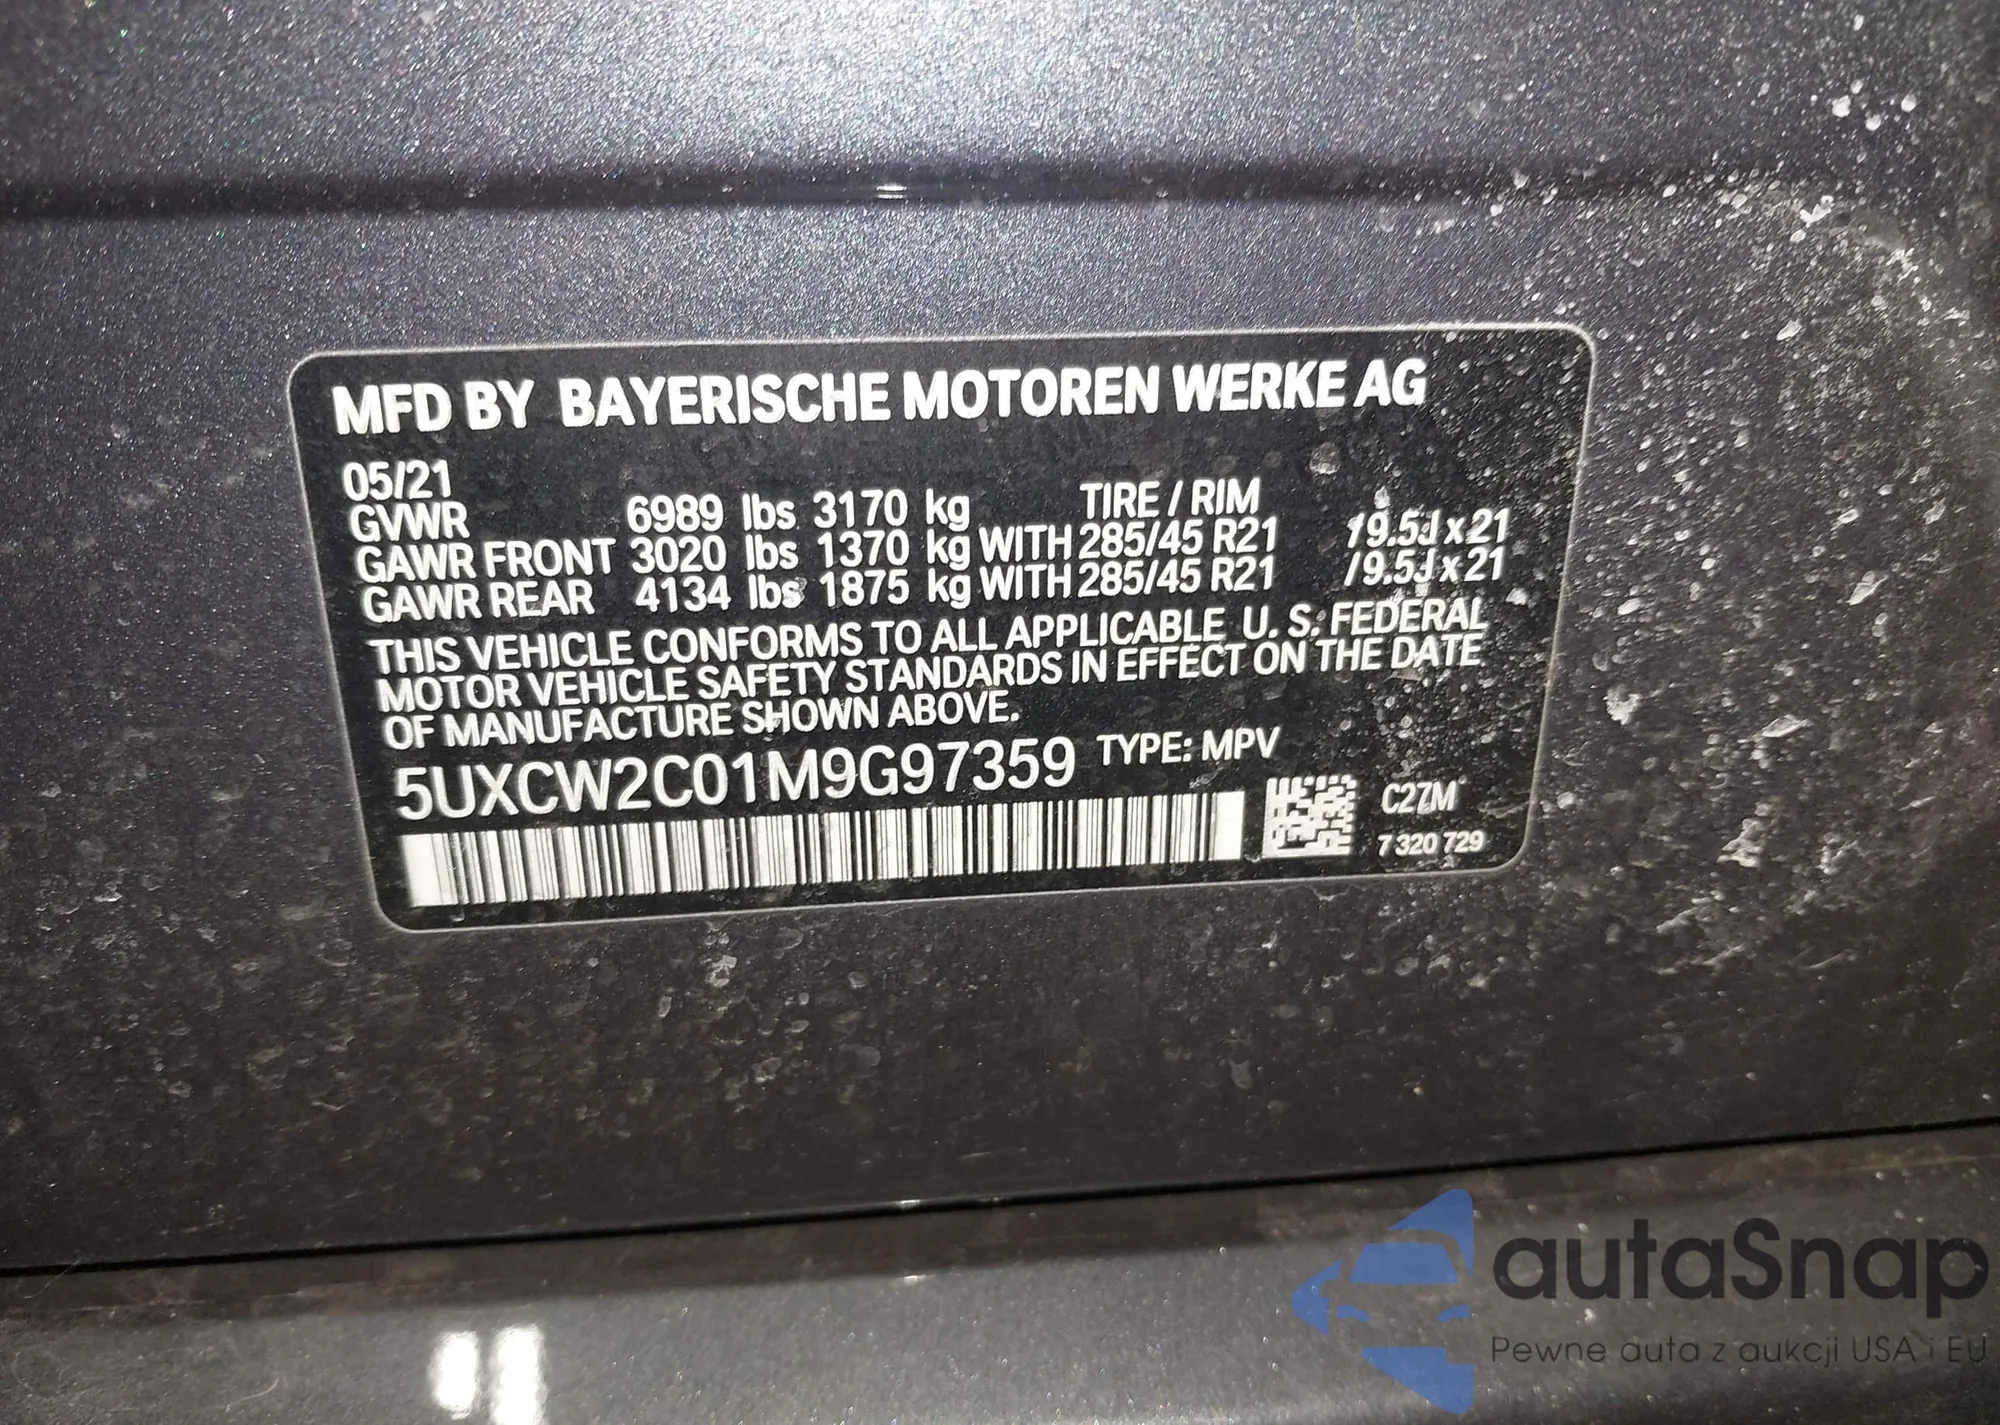 MFD BY BAYERISCHE MOTOREN WERKE AG
05/21
GVWR 6989 lbs 3170 kg TIRE / RIM
GAWR FRONT 3020 lbs 1370 kg WITH 285/45 R21 /9.5J x 21
GAWR REAR 4134 lbs 1875 kg WITH 285/45 R21 /9.5J x 21
THIS VEHICLE CONFORMS TO ALL APPLICABLE U. S. FEDERAL
MOTOR VEHICLE SAFETY STANDARDS IN EFFECT ON THE DATE
OF MANUFACTURE SHOWN ABOVE.
5UXCW2C01M9G97359 TYPE: MPV
C2ZM
7 320 729
autaSnap
Pewne auta z aukcji USA i EU